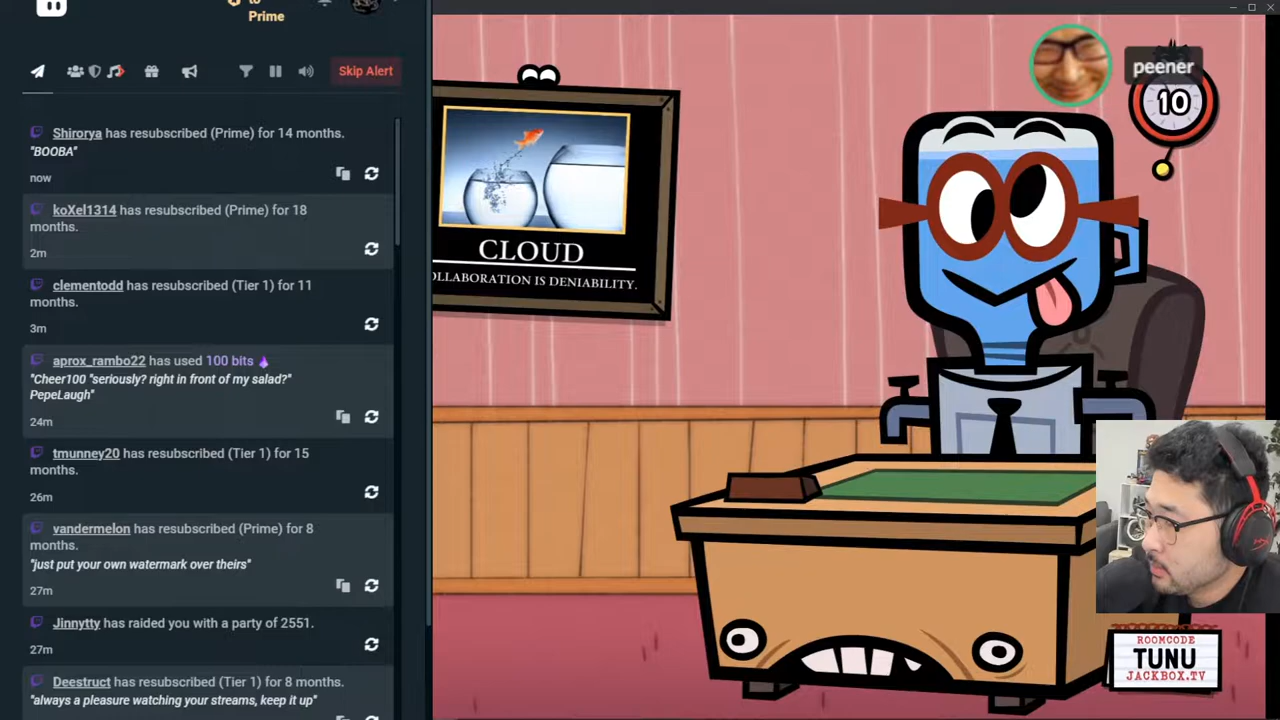 to
Prime
Skip Alert
Shirorya has resubscribed (Prime) for 14 months.
"BOOBA"
now
koXel1314 has resubscribed (Prime) for 18
months.
2m
clementodd has resubscribed (Tier 1) for 11
months.
3m
aprox_rambo22 has used 100 bits
"Cheer100 "seriously? right in front of my salad?"
PepeLaugh"
24m
tmunney20 has resubscribed (Tier 1) for 15
months.
26m
vandermelon has resubscribed (Prime) for 8
months.
"just put your own watermark over theirs"
27m
Jinnytty has raided you with a party of 2551.
27m
Deestruct has resubscribed (Tier 1) for 8 months.
"always a pleasure watching your streams, keep it up"
CLOUD
OLLABORATION IS DENIABILITY.
peener
10
ROOMCODE
TUNU
JACKBOX.TV